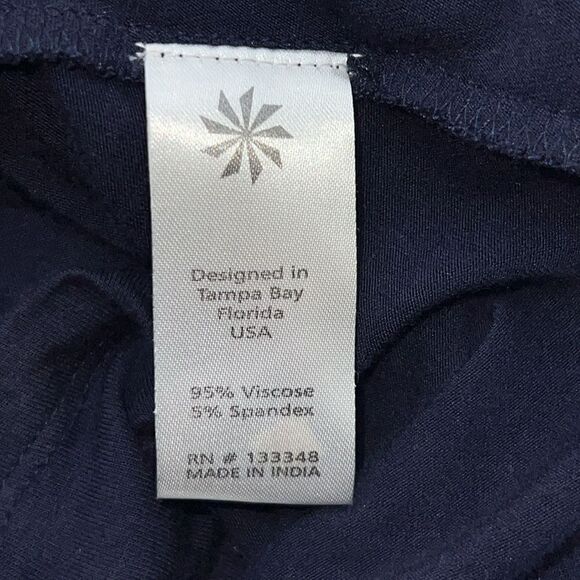 Designed in
Tampa Bay
Florida
USA
95% Viscose
5% Spandex
RN # 133348
MADE IN INDIA